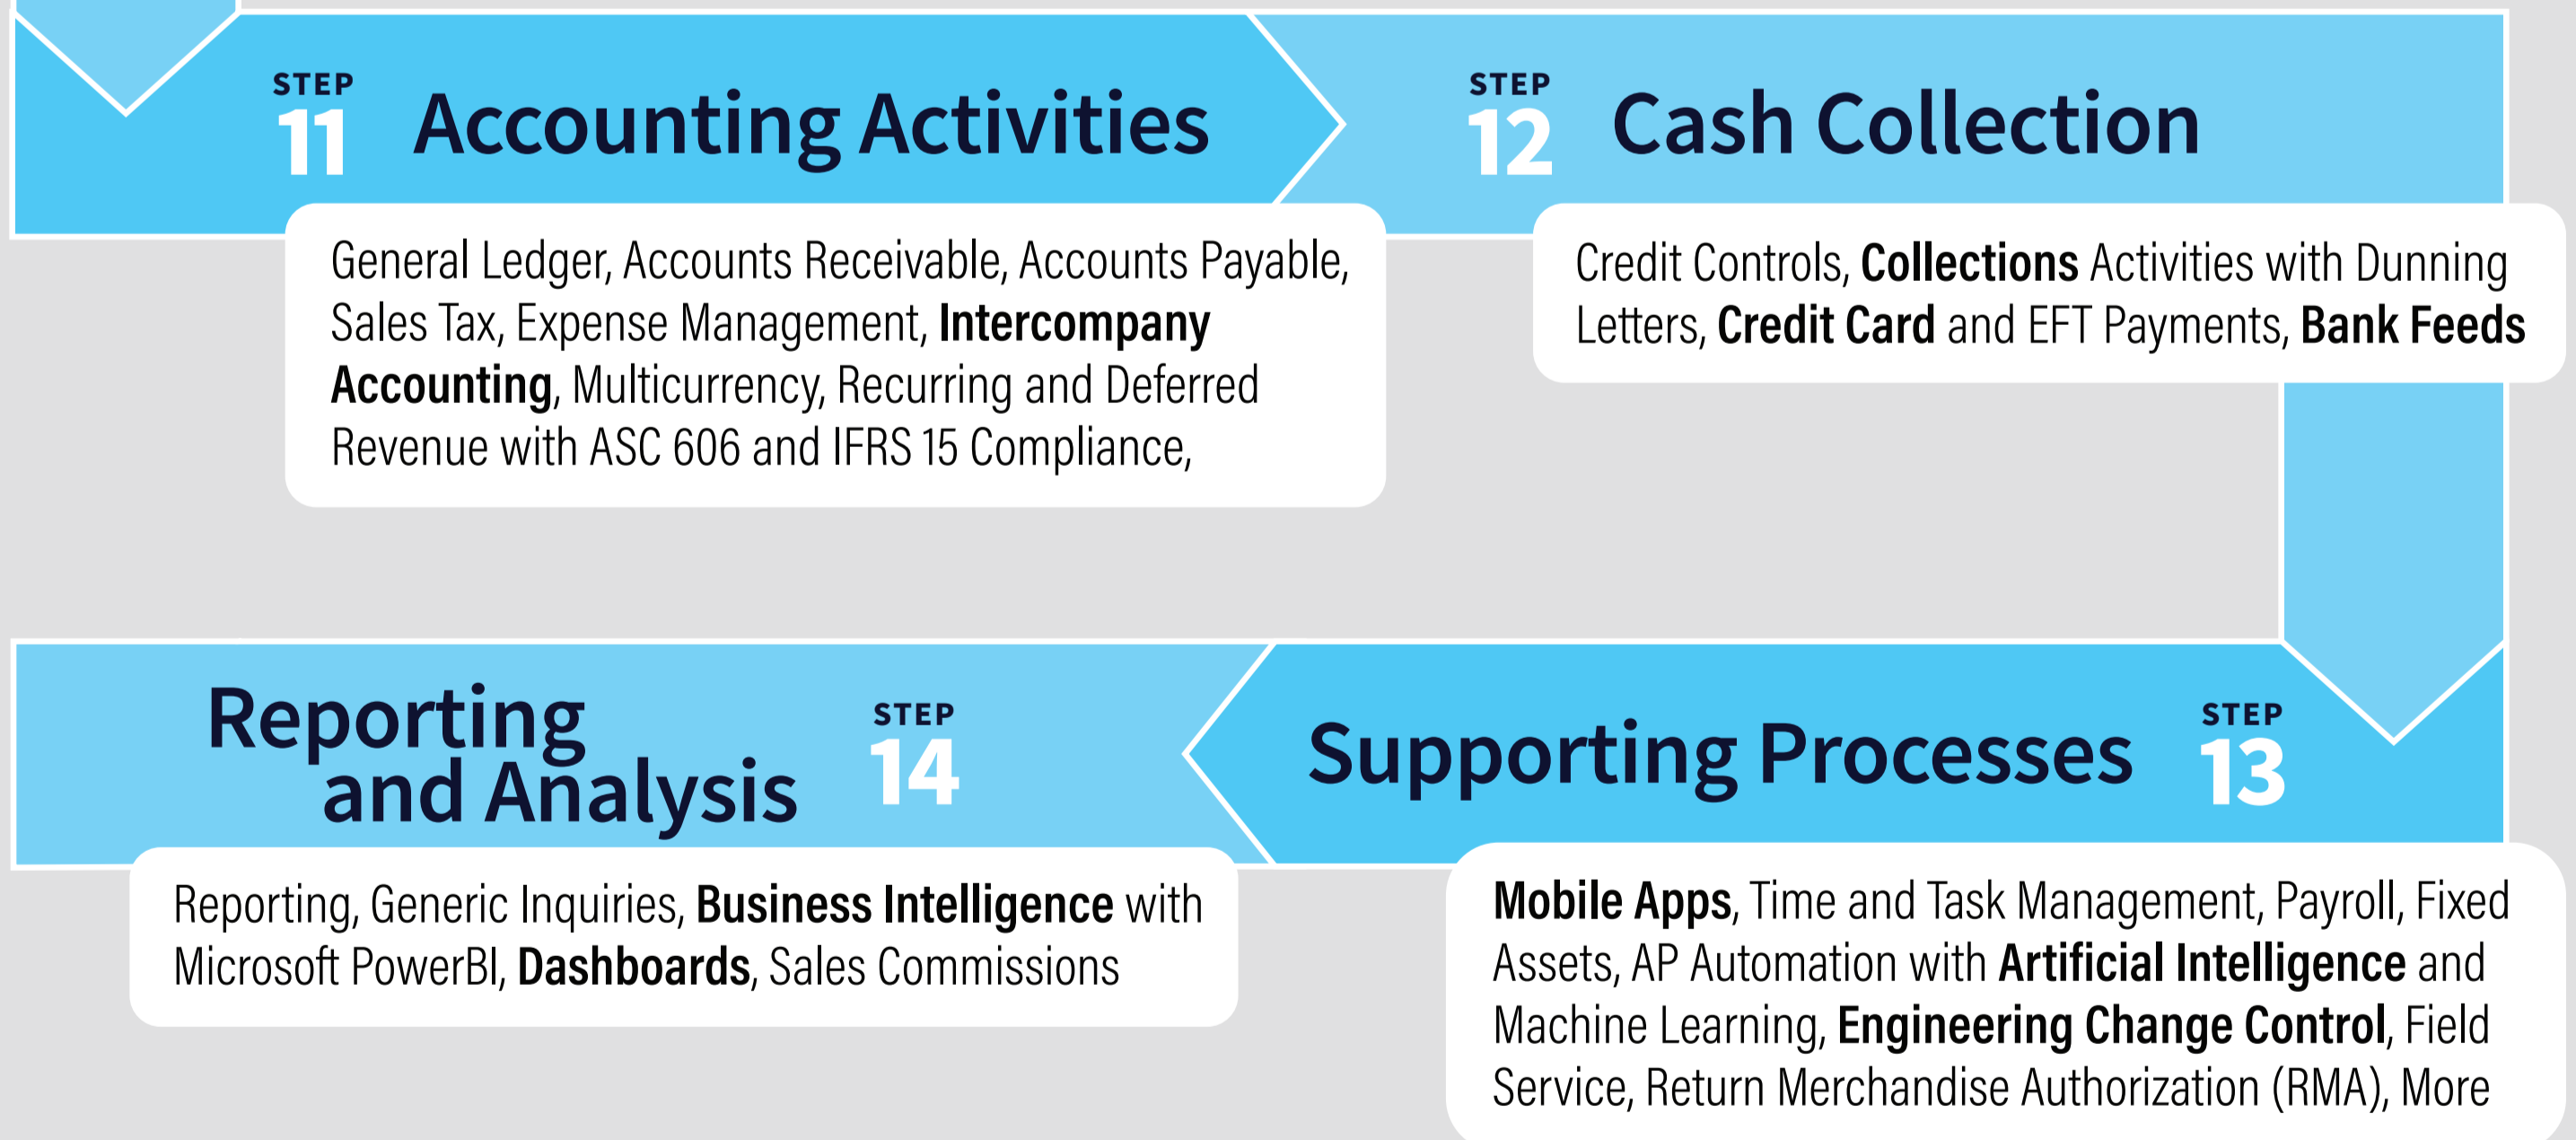 STEP
11
Accounting Activities
General Ledger, Accounts Receivable, Accounts Payable,
Sales Tax, Expense Management, Intercompany
Accounting, Multicurrency, Recurring and Deferred
Revenue with ASC 606 and IFRS 15 Compliance,
STEP
12
Cash Collection
Credit Controls, Collections Activities with Dunning
Letters, Credit Card and EFT Payments, Bank Feeds
STEP
13
Supporting Processes
Mobile Apps, Time and Task Management, Payroll, Fixed
Assets, AP Automation with Artificial Intelligence and
Machine Learning, Engineering Change Control, Field
Service, Return Merchandise Authorization (RMA), More
STEP
14
Reporting
and Analysis
Reporting, Generic Inquiries, Business Intelligence with
Microsoft PowerBI, Dashboards, Sales Commissions